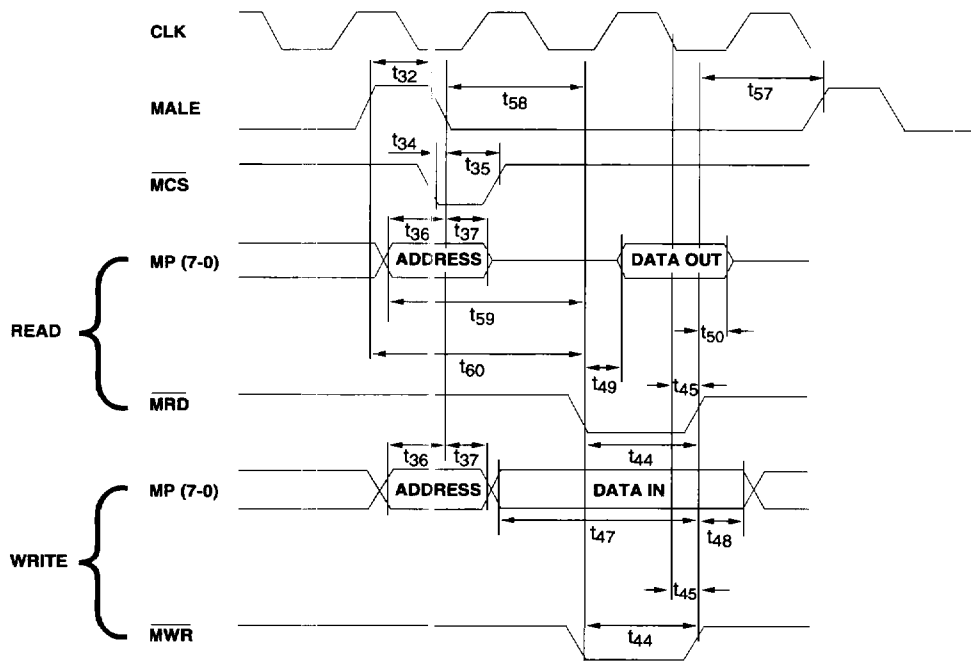 CLK
t32
t58
t57
MALE
t34
t35
MCS
t36 t37
MP (7-0) ADDRESS DATA OUT
t59
READ
t50
t60
t49
t45
MRD
t36 t37
t44
MP (7-0) ADDRESS DATA IN
t47 t48
WRITE
t45
MWR
t44